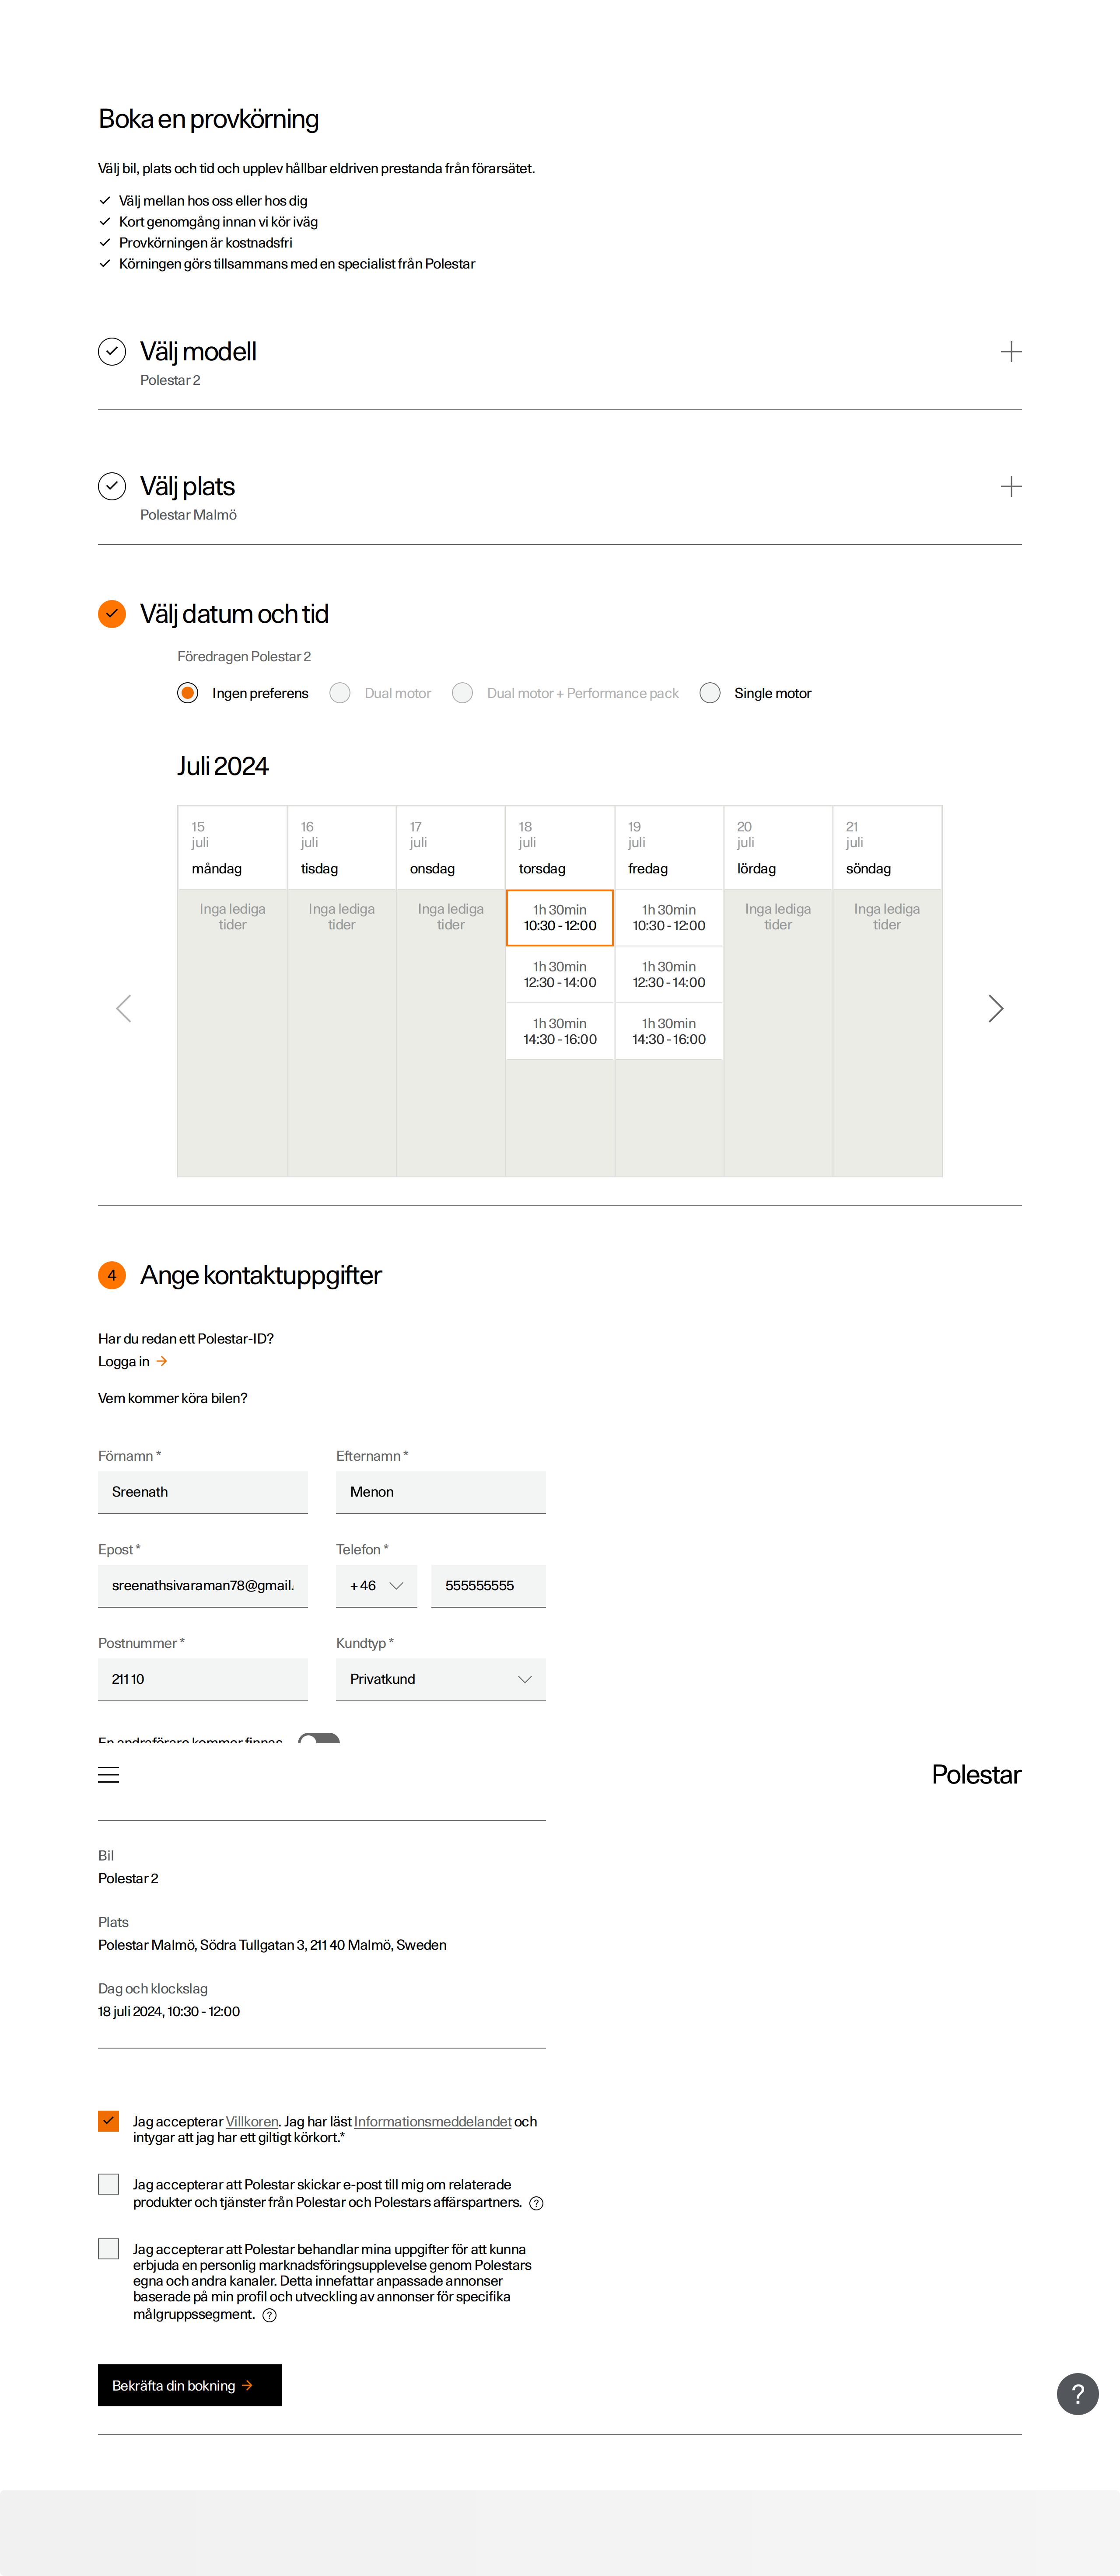 Boka en provkörning
Välj bil, plats och tid och upplev hållbar eldriven prestanda från förarsätet.
Välj mellan hos oss eller hos dig
Kort genomgång innan vi kör iväg
Provkörningen är kostnadsfri
Körningen görs tillsammans med en specialist från Polestar
Välj modell
Polestar 2
Välj plats
Polestar Malmö
Välj datum och tid
Föredragen Polestar 2
Ingen preferens Dual motor Dual motor + Performance pack Single motor
Juli 2024
15 16 17 18 19 20 21
juli juli juli juli juli juli juli
måndag tisdag onsdag torsdag fredag lördag söndag
Inga lediga Inga lediga Inga lediga 1h 30min 1h 30min Inga lediga Inga lediga
tider tider tider 10:30 - 12:00 10:30 - 12:00 tider tider
1h 30min 1h 30min
12:30 - 14:00 12:30 - 14:00
1h 30min 1h 30min
14:30 - 16:00 14:30 - 16:00
4 Ange kontaktuppgifter
Har du redan ett Polestar-ID?
Logga in
Vem kommer köra bilen?
Förnamn * Efternamn *
Sreenath Menon
Epost * Telefon *
sreenathsivaraman78@gmail. +46 555555555
Postnummer * Kundtyp *
211 10 Privatkund
En andraförare kommer finnas
Polestar
Bil
Polestar 2
Plats
Polestar Malmö, Södra Tullgatan 3, 211 40 Malmö, Sweden
Dag och klockslag
18 juli 2024, 10:30 - 12:00
Jag accepterar Villkoren. Jag har läst Informationsmeddelandet och
intygar att jag har ett giltigt körkort.*
Jag accepterar att Polestar skickar e-post till mig om relaterade
produkter och tjänster från Polestar och Polestars affärspartners. ?
Jag accepterar att Polestar behandlar mina uppgifter för att kunna
erbjuda en personlig marknadsföringsupplevelse genom Polestars
egna och andra kanaler. Detta innefattar anpassade annonser
baserade på min profil och utveckling av annonser för specifika
målgruppssegment. ?
Bekräfta din bokning
?